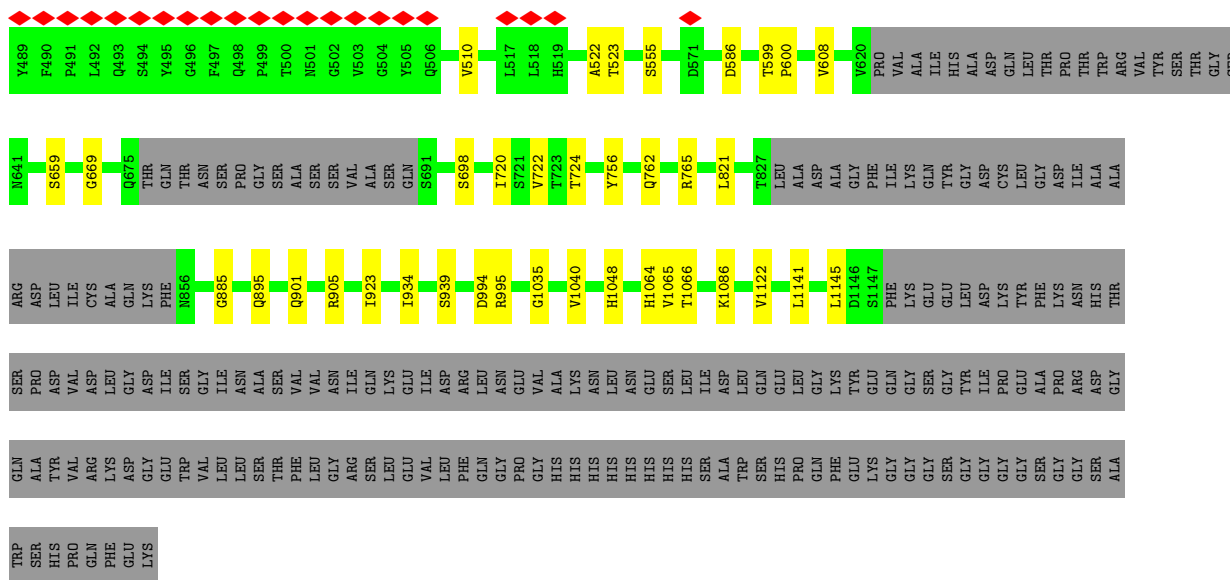 Y489 F490 P491 L492 Q493 S494 Y495 G496 F497 Q498 P499 T500 N501 G502 V503 G504 Y505 Q506 V510 L517 L518 H519 A522 T523 S555 D571 D586 T599 P600 V608 V620 PRO VAL ALA ILE HIS ALA ASP GLN LEU THR PRO THR TRP ARG VAL TYR SER THR GLY
N641 S659 G669 Q675 THR GLN THR ASN SER PRO GLY SER ALA SER SER VAL ALA SER GLN S691 S698 I720 S721 V722 T723 T724 Y756 Q762 R765 L821 T827 LEU ALA ASP ALA GLY PHE ILE LYS GLN TYR GLY ASP CYS LEU GLY ASP ILE ALA ALA
ARG ASP LEU ILE CYS ALA GLN LYS PHE N856 G885 Q895 Q901 R905 I923 I934 S939 D994 R995 G1035 V1040 H1048 H1064 V1065 T1066 K1086 V1122 L1141 L1145 D1146 S1147 PHE LYS GLU GLU LEU ASP LYS TYR PHE LYS ASN HIS THR
SER PRO ASP VAL ASP LEU GLY ASP ILE SER GLY ILE ASN ALA SER VAL VAL ASN ILE GLN LYS GLU ILE ASP ARG LEU ASN GLU VAL ALA LYS ASN LEU ASN GLU SER LEU ILE ASP LEU GLN GLU LEU GLY LYS TYR GLU GLN GLY SER GLY TYR ILE PRO GLU ALA PRO ARG ASP GLY
GLN ALA TYR VAL ARG LYS ASP GLY GLU TRP VAL LEU LEU SER THR PHE LEU GLY ARG SER LEU GLU VAL LEU PHE GLN GLY PRO GLY HIS HIS HIS HIS HIS HIS HIS HIS SER ALA TRP SER HIS PRO GLN PHE GLU LYS GLY GLY GLY SER GLY GLY GLY GLY SER GLY GLY SER ALA
TRP SER HIS PRO GLN PHE GLU LYS